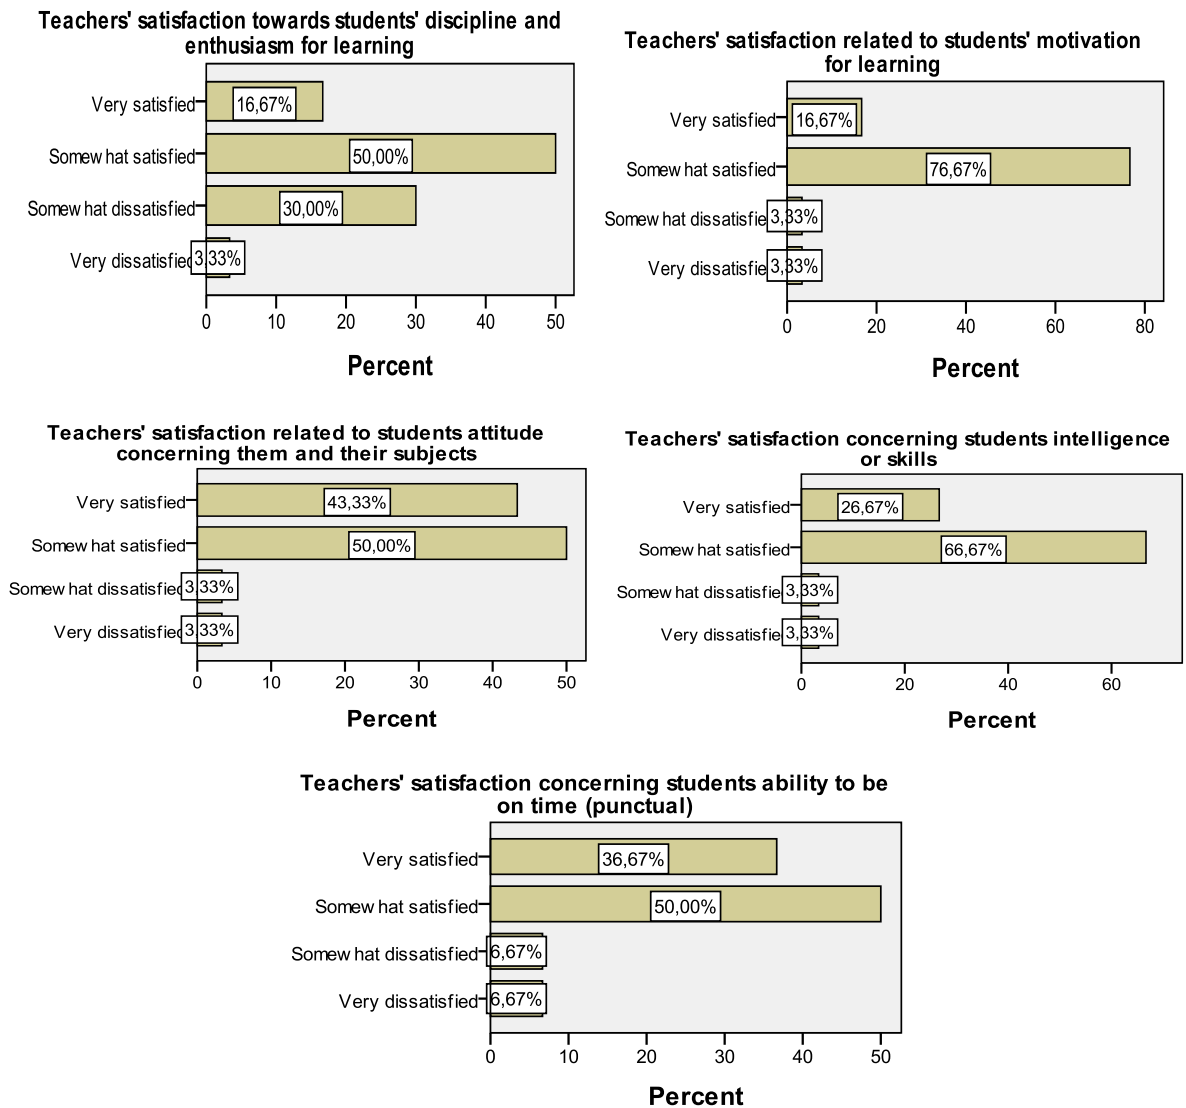 Teachers' satisfaction towards students' discipline and
enthusiasm for learning
Very satisfied
16,67%
Somew hat satisfied
50,00%
Somew hat dissatisfied
30,00%
Very dissatisfied
3,33%
0 10 20 30 40 50
Percent
Teachers' satisfaction related to students' motivation
for learning
Very satisfied
16,67%
Somew hat satisfied
76,67%
Somew hat dissatisfie
3,33%
Very dissatisfie
3,33%
0 20 40 60 80
Percent
Teachers' satisfaction related to students attitude
concerning them and their subjects
Very satisfied
43,33%
Somew hat satisfied
50,00%
Somew hat dissatisfied
3,33%
Very dissatisfied
3,33%
0 10 20 30 40 50
Percent
Teachers' satisfaction concerning students intelligence
or skills
Very satisfied
26,67%
Somew hat satisfied
66,67%
Somew hat dissatisfie
3,33%
Very dissatisfie
3,33%
0 20 40 60
Percent
Teachers' satisfaction concerning students ability to be
on time (punctual)
Very satisfied
36,67%
Somew hat satisfied
50,00%
Somew hat dissatisfied
6,67%
Very dissatisfied
6,67%
0 10 20 30 40 50
Percent